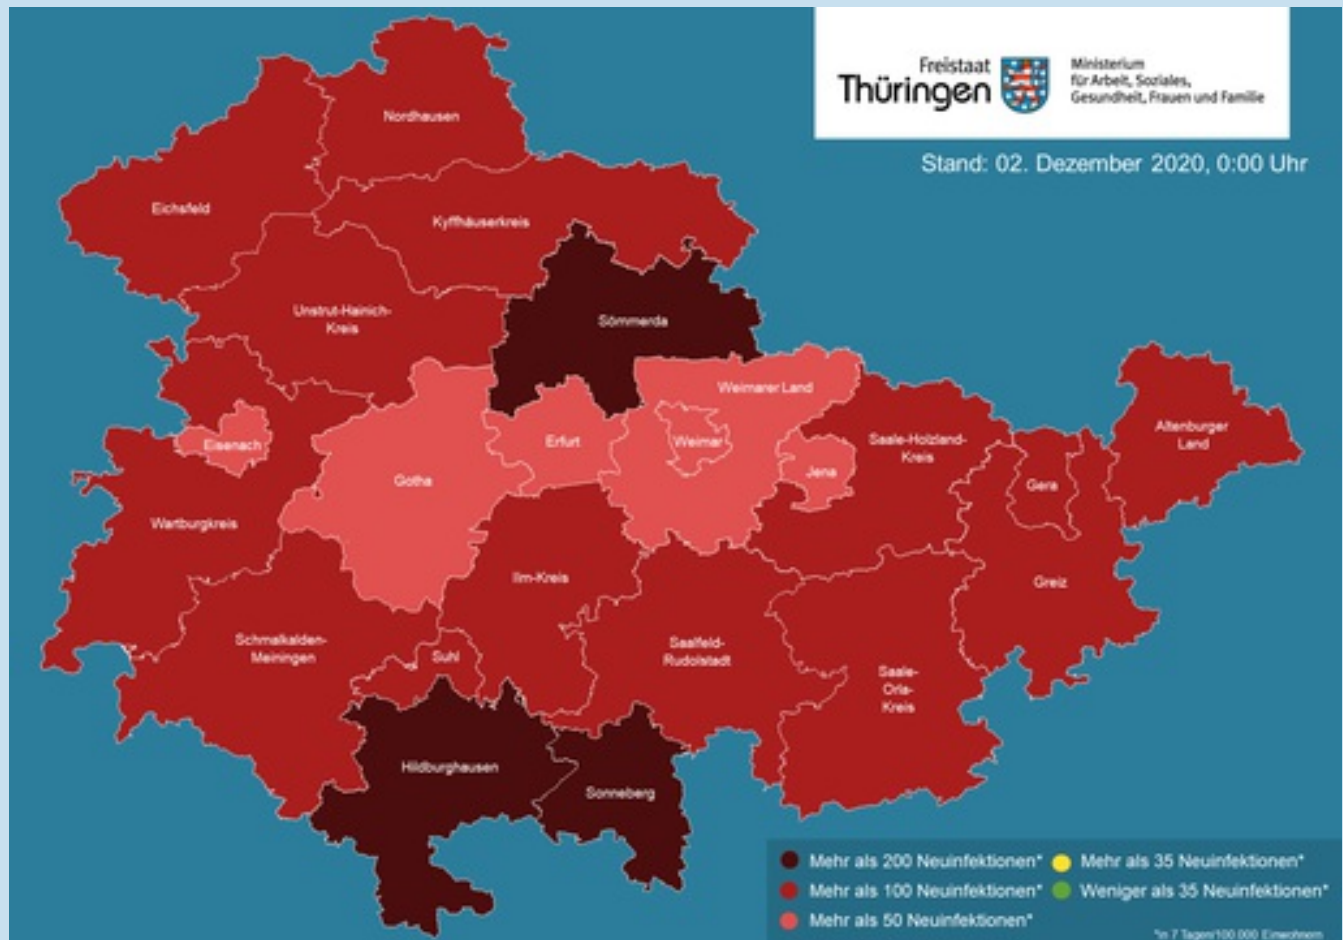 Freistaat
Thüringen
Ministerium
für Arbeit, Soziales,
Gesundheit, Frauen und Familie
Stand: 02. Dezember 2020, 0:00 Uhr
Nordhausen
Eichsfeld
Kyffhäuserkreis
Unstrut-Hainich-
Kreis
Sömmerda
Weimarer Land
Eisenach
Erfurt
Weimar
Saale-Holzland-
Kreis
Altenburger
Land
Gotha
Jena
Gera
Wartburgkreis
Ilm-Kreis
Greiz
Schmalkalden-
Meiningen
Suhl
Saalfeld-
Rudolstadt
Saale-
Orla-
Kreis
Hildburghausen
Sonneberg
Mehr als 200 Neuinfektionen*
Mehr als 100 Neuinfektionen*
Mehr als 50 Neuinfektionen*
Mehr als 35 Neuinfektionen*
Weniger als 35 Neuinfektionen*
*in 7 Tagen/100.000 Einwohnern